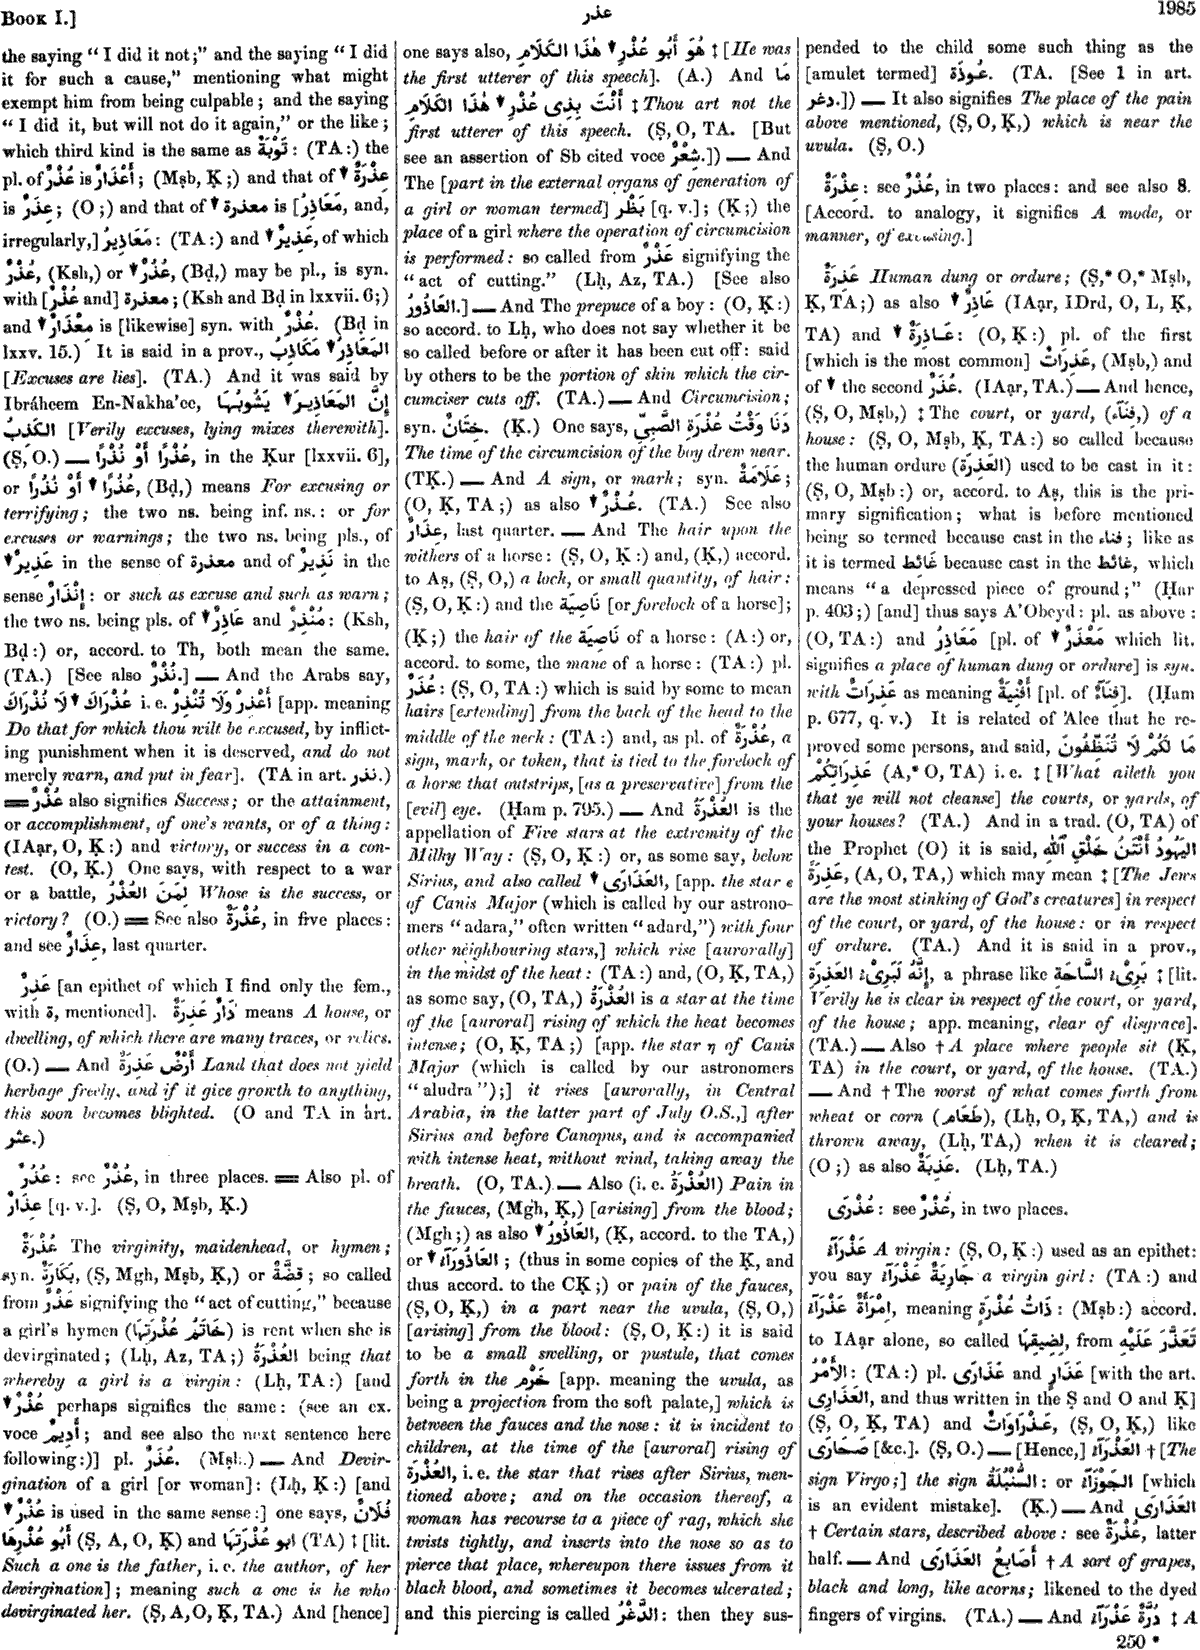 BOOK I.]
عذر
1985
the saying “I did it not;” and the saying “I did
it for such a cause,” mentioning what might
exempt him from being culpable; and the saying
“I did it, but will not do it again,” or the like;
which third kind is the same as تَوْبَةٌ: (TA:) the
pl. of عُذْرٌ is أَعْذَارٌ; (Mṣb, Ḳ;) and that of ▼ عِذْرَةٌ
is عِذَرٌ; (O;) and that of ▼ معذرة is [مَعَاذِرُ, and,
irregularly,] مَعَاذِيرُ: (TA:) and ▼ عَذِيرٌ, of which
عُذْرٌ, (Ksh,) or ▼ عُذُرٌ, (Bḍ,) may be pl., is syn.
with [عُذْرٌ and] معذرة; (Ksh and Bḍ in lxxvii. 6;)
and ▼ مِعْذَارٌ is [likewise] syn. with عُذْرٌ. (Bḍ in
lxxv. 15.) It is said in a prov., المَعَاذِرُ ▼ مَكَاذِبُ
[Excuses are lies]. (TA.) And it was said by
Ibráheem En-Nakha’ee, إِنَّ المَعَاذِيرَ ▼ يَشُوبُهَا
الكَذِبُ [Verily excuses, lying mixes therewith].
(Ṣ, O.) — عُذْرًا أَوْ نُذْرًا, in the Ḳur [lxxvii. 6],
or عُذُرًا ▼ أَوْ نُذُرًا, (Bḍ,) means For excusing or
terrifying; the two ns. being inf. ns.: or for
excuses or warnings; the two ns. being pls., of
▼ عَذِيرٌ in the sense of معذرة and of نَذِيرٌ in the
sense إِنْذَارٌ: or such as excuse and such as warn;
the two ns. being pls. of ▼ عَاذِرٌ and مُنْذِرٌ: (Ksh,
Bḍ:) or, accord. to Th, both mean the same.
(TA.) [See also نُذْرٌ.] — And the Arabs say,
عُذْرَاكَ ▼ لَا نُذْرَاكَ i. e. أَعْذِرْ وَلَا تُنْذِرْ [app. meaning
Do that for which thou wilt be excused, by inflict-
ing punishment when it is deserved, and do not
merely warn, and put in fear]. (TA in art. نذر.)
═ عُذْرٌ also signifies Success; or the attainment,
or accomplishment, of one’s wants, or of a thing:
(IAạr, O, Ḳ:) and victory, or success in a con-
test. (O, Ḳ.) One says, with respect to a war
or a battle, لِمَنِ العُذْرُ Whose is the success, or
victory? (O.) ═ See also عُذْرَةٌ, in five places:
and see عِذَارٌ, last quarter.
عَذِرٌ [an epithet of which I find only the fem.,
with ة, mentioned]. دَارٌ عَذِرَةٌ means A house, or
dwelling, of which there are many traces, or relics.
(O.) — And أَرْضٌ عَذِرَةٌ Land that does not yield
herbage freely, and if it give growth to anything,
this soon becomes blighted. (O and TA in art.
عثر.)
عُذُرٌ: see عُذْرٌ, in three places. ═ Also pl. of
عِذَارٌ [q. v.]. (Ṣ, O, Mṣb, Ḳ.)
عُذْرَةٌ The virginity, maidenhead, or hymen;
syn. بَكَارَةٌ, (Ṣ, Mgh, Mṣb, Ḳ,) or قِضَّةٌ; so called
from عَذْرٌ signifying the “act of cutting,” because
a girl’s hymen (خَاتَمُ عُذْرَتِهَا) is rent when she is
devirginated; (Lḥ, Az, TA;) العُذْرَةُ being that
whereby a girl is a virgin: (Lḥ, TA:) [and
▼ عُذْرٌ perhaps signifies the same: (see an ex.
voce أَدِيمٌ; and see also the next sentence here
following:)] pl. عُذَرٌ. (Mṣb.) — And Devir-
gination of a girl [or woman]: (Lḥ, Ḳ:) [and
▼ عُذْرٌ is used in the same sense:] one says, فُلَانٌ
أَبُو عُذْرِهَا (Ṣ, A, O, Ḳ) and ابو عُذْرَتِهَا (TA) ‡ [lit.
Such a one is the father, i. e. the author, of her
devirgination]; meaning such a one is he who
devirginated her. (Ṣ, A, O, Ḳ, TA.) And [hence]
one says also, هُوَ أَبُو عُذْرِ ▼ هٰذَا الكَلَامِ ‡ [He was
the first utterer of this speech]. (A.) And مَا
أَنْتَ بِذِى عُذْرِ ▼ هٰذَا الكَلَامِ ‡ Thou art not the
first utterer of this speech. (Ṣ, O, TA. [But
see an assertion of Sb cited voce شِعْرٌ.]) — And
The [part in the external organs of generation of
a girl or woman termed] بَظْر [q. v.]; (Ḳ;) the
place of a girl where the operation of circumcision
is performed: so called from عَذْرٌ signifying the
“act of cutting.” (Lḥ, Az, TA.) [See also
العَاذُورُ.] — And The prepuce of a boy: (O, Ḳ:)
so accord. to Lḥ, who does not say whether it be
so called before or after it has been cut off: said
by others to be the portion of skin which the cir-
cumciser cuts off. (TA.) — And Circumcision;
syn. خِتَانٌ. (Ḳ.) One says, دَنَا وَقْتُ عُذْرَةِ الصَّبِىِّ
The time of the circumcision of the boy drew near.
(TḲ.) — And A sign, or mark; syn. عَلَامَةٌ;
(O, Ḳ, TA;) as also ▼ عُذْرٌ. (TA.) See also
عِذَارٌ, last quarter. — And The hair upon the
withers of a horse: (Ṣ, O, Ḳ:) and, (Ḳ,) accord.
to Aṣ, (Ṣ, O,) a lock, or small quantity, of hair:
(Ṣ, O, Ḳ:) and the نَاصِيَة [or forelock of a horse];
(Ḳ;) the hair of the نَاصِيَة of a horse: (A:) or,
accord. to some, the mane of a horse: (TA:) pl.
عُذَرٌ: (Ṣ, O, TA:) which is said by some to mean
hairs [extending] from the back of the head to the
middle of the neck: (TA:) and, as pl. of عُذْرَةٌ, a
sign, mark, or token, that is tied to the forelock of
a horse that outstrips, [as a preservative] from the
[evil] eye. (Ḥam p. 795.) — And العُذْرَةُ is the
appellation of Five stars at the extremity of the
Milky Way: (Ṣ, O, Ḳ:) or, as some say, below
Sirius, and also called ▼ العَذَارَى, [app. the star ε
of Canis Major (which is called by our astrono-
mers “adara,” often written “adard,”) with four
other neighbouring stars,] which rise [aurorally]
in the midst of the heat: (TA:) and, (O, Ḳ, TA,)
as some say, (O, TA,) العُذْرَةُ is a star at the time
of the [auroral] rising of which the heat becomes
intense; (O, Ḳ, TA;) [app. the star η of Canis
Major (which is called by our astronomers
“aludra”);] it rises [aurorally, in Central
Arabia, in the latter part of July O.S.,] after
Sirius and before Canopus, and is accompanied
with intense heat, without wind, taking away the
breath. (O, TA.) — Also (i. e. العُذْرَةُ) Pain in
the fauces, (Mgh, Ḳ,) [arising] from the blood;
(Mgh;) as also ▼ العَاذُورُ, (Ḳ, accord. to the TA,)
or ▼ العَاذُورَآءُ; (thus in some copies of the Ḳ, and
thus accord. to the CḲ;) or pain of the fauces,
(Ṣ, O, Ḳ,) in a part near the uvula, (Ṣ, O,)
[arising] from the blood: (Ṣ, O, Ḳ:) it is said
to be a small swelling, or pustule, that comes
forth in the خَرْم [app. meaning the uvula, as
being a projection from the soft palate,] which is
between the fauces and the nose: it is incident to
children, at the time of the [auroral] rising of
العُذْرَة, i. e. the star that rises after Sirius, men-
tioned above; and on the occasion thereof, a
woman has recourse to a piece of rag, which she
twists tightly, and inserts into the nose so as to
pierce that place, whereupon there issues from it
black blood, and sometimes it becomes ulcerated;
and this piercing is called الدَّغْرُ: then they sus-
pended to the child some such thing as the
[amulet termed] عُوذَة. (TA. [See 1 in art.
دغر.]) — It also signifies The place of the pain
above mentioned, (Ṣ, O, Ḳ,) which is near the
uvula. (Ṣ, O.)
عِذْرَةٌ: see عُذْرٌ, in two places: and see also 8.
[Accord. to analogy, it signifies A mode, or
manner, of excusing.]
عَذِرَةٌ Human dung or ordure; (Ṣ,* O,* Mṣb,
Ḳ, TA;) as also ▼ عَاذِرٌ (IAạr, IDrd, O, L, Ḳ,
TA) and ▼ عَاذِرَةٌ: (O, Ḳ:) pl. of the first
[which is the most common] عَذِرَاتٌ, (Mṣb,) and
of ▼ the second عُذَرٌ. (IAạr, TA.) — And hence,
(Ṣ, O, Mṣb,) ‡ The court, or yard, (فِنَآء,) of a
house: (Ṣ, O, Mṣb, Ḳ, TA:) so called because
the human ordure (العَذِرَة) used to be cast in it:
(Ṣ, O, Mṣb:) or, accord. to Aṣ, this is the pri-
mary signification; what is before mentioned
being so termed because cast in the فناء; like as
it is termed غَائِط because cast in the غائط, which
means “a depressed piece of ground;” (Ḥar
p. 403;) [and] thus says A’Obeyd: pl. as above:
(O, TA:) and مَعَاذِرُ [pl. of ▼ مَعْذَرٌ which lit.
signifies a place of human dung or ordure] is syn.
with عَذِرَاتٌ as meaning أَفْنِيَةٌ [pl. of فِنَآءٌ]. (Ḥam
p. 677, q. v.) It is related of ’Alee that he re-
proved some persons, and said, مَا لَكُمْ لَا تُنَظِّفُونَ
عَذِرَاتِكُمْ (A,* O, TA) i. e. ‡ [What aileth you
that ye will not cleanse] the courts, or yards, of
your houses? (TA.) And in a trad. (O, TA) of
the Prophet (O) it is said, اليَهُودُ أَنْتَنُ خَلْقِ ٱللّٰهِ
عَذِرَةً, (A, O, TA,) which may mean ‡ [The Jews
are the most stinking of God’s creatures] in respect
of the court, or yard, of the house: or in respect
of ordure. (TA.) And it is said in a prov.,
إِنَّهُ لَبَرِىْءُ العَذِرَةِ, a phrase like بَرِىْءُ السَّاحَةِ ‡ [lit.
Verily he is clear in respect of the court, or yard,
of the house; app. meaning, clear of disgrace].
(TA.) — Also † A place where people sit (Ḳ,
TA) in the court, or yard, of the house. (TA.)
— And † The worst of what comes forth from
wheat or corn (طَعَام), (Lḥ, O, Ḳ, TA,) and is
thrown away, (Lḥ, TA,) when it is cleared;
(O;) as also عَذِبَةٌ. (Lḥ, TA.)
عُذْرَى: see عُذْرٌ, in two places.
عَذْرَآءُ A virgin: (Ṣ, O, Ḳ:) used as an epithet:
you say جَارِيَةٌ عَذْرَآءُ a virgin girl: (TA:) and
اِمْرَأَةٌ عَذْرَآءُ, meaning ذَاتُ عُذْرَةٍ: (Mṣb:) accord.
to IAạr alone, so called لِضِيقِهَا, from تَعَذَّرَ عَلَيْهِ
الأَمْرُ: (TA:) pl. عَذَارٍ and عَذَارَى [with the art.
العَذَارِى, and thus written in the Ṣ and O and Ḳ]
(Ṣ, O, Ḳ, TA) and عَذْرَاوَاتٌ, (Ṣ, O, Ḳ,) like
صَحَارَى [&c.]. (Ṣ, O.) — [Hence,] العَذْرَآءُ † [The
sign Virgo;] the sign السُّنْبُلَةُ: or الجَوْزَآءُ [which
is an evident mistake]. (Ḳ.) — And العَذَارَى
† Certain stars, described above: see عُذْرَةٌ, latter
half. — And أَصَابِعُ العَذَارَى † A sort of grapes,
black and long, like acorns; likened to the dyed
fingers of virgins. (TA.) — And دُرَّةٌ عَذْرَآءُ ‡ A
250 *